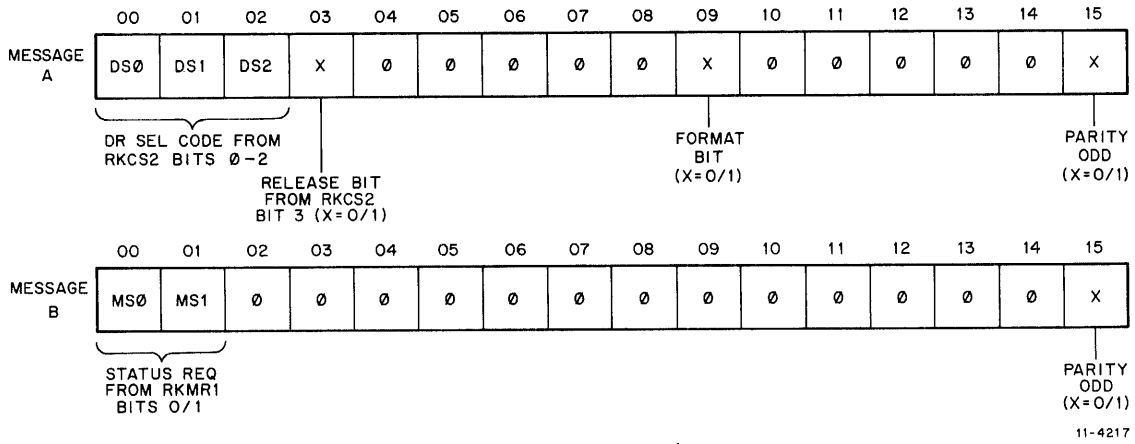 00 01 02 03 04 05 06 07 08 09 10 11 12 13 14 15
MESSAGE
A
DSØ DS1 DS2 X Ø Ø Ø Ø Ø X Ø Ø Ø Ø Ø X
DR SEL CODE FROM
RKCS2 BITS Ø-2
RELEASE BIT
FROM RKCS2
BIT 3 (X=0/1)
FORMAT
BIT
(X=0/1)
PARITY
ODD
(X=0/1)
00 01 02 03 04 05 06 07 08 09 10 11 12 13 14 15
MESSAGE
B
MSØ MS1 Ø Ø Ø Ø Ø Ø Ø Ø Ø Ø Ø Ø Ø X
STATUS REQ
FROM RKMR1
BITS 0/1
PARITY
ODD
(X=0/1)
11-4217